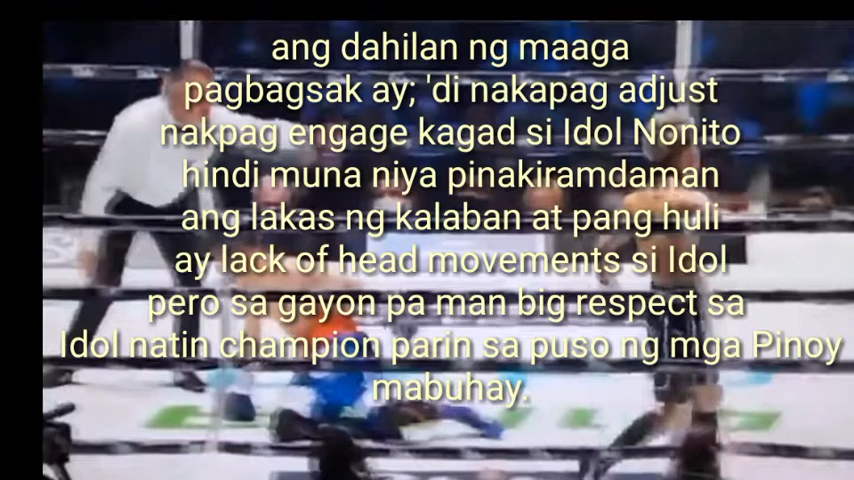 ang dahilan ng maaga
pagbagsak ay; 'di nakapag adjust
nakpag engage kagad si Idol Nonito
hindi muna niya pinakiramdaman
ang lakas ng kalaban at pang huli
ay lack of head movements si Idol
pero sa gayon pa man big respect sa
Idol natin champion parin sa puso ng mga Pinoy
mabuhay.